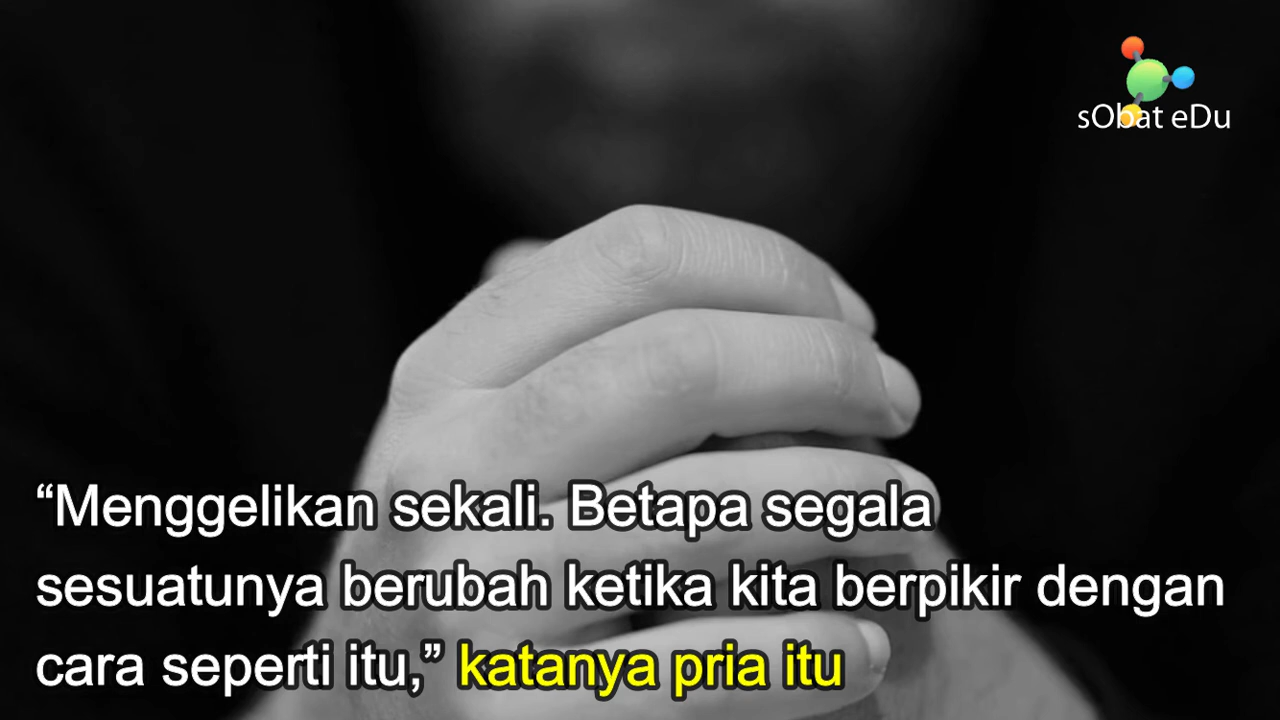 sObat eDu
“Menggelikan sekali. Betapa segala
sesuatunya berubah ketika kita berpikir dengan
cara seperti itu,” katanya pria itu